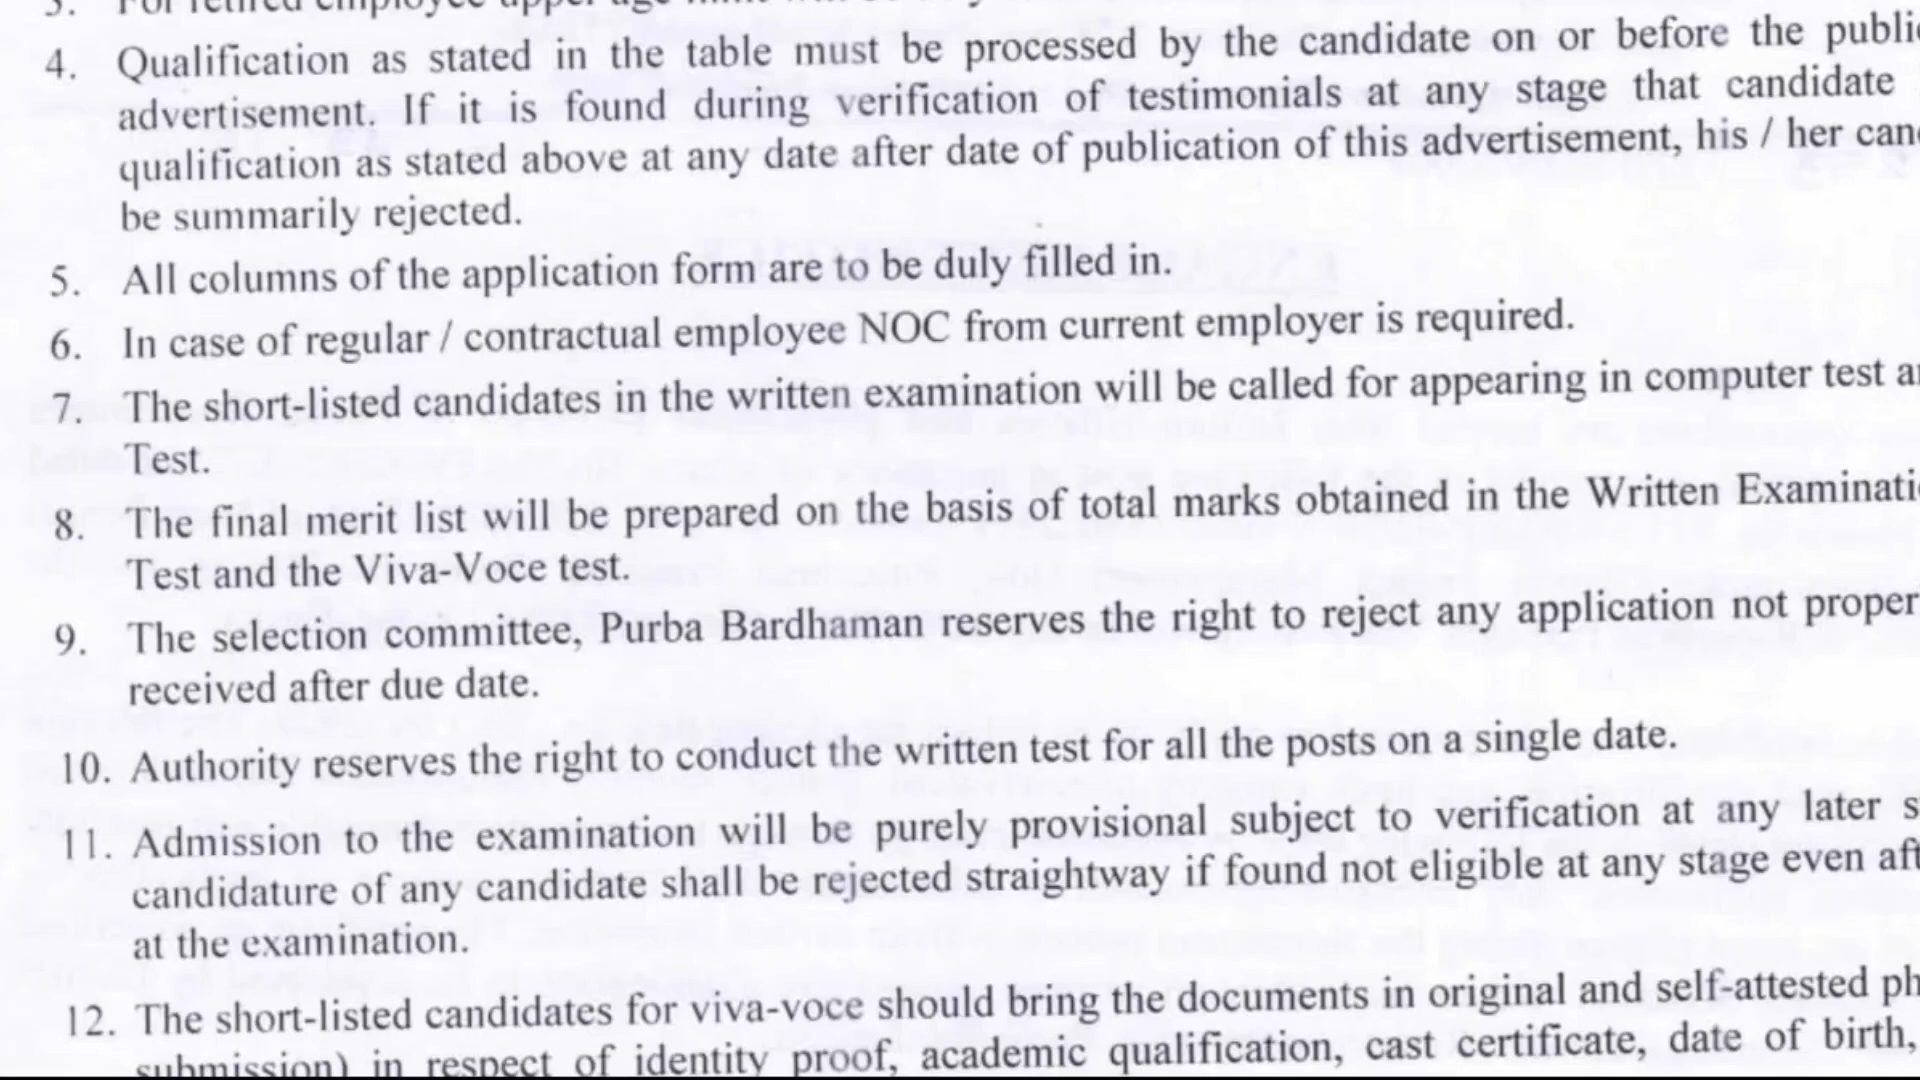 4. Qualification as stated in the table must be processed by the candidate on or before the
advertisement. If it is found during verification of testimonials at any stage that candidate
qualification as stated above at any date after date of publication of this advertisement, his / her
be summarily rejected.
5. All columns of the application form are to be duly filled in.
6. In case of regular / contractual employee NOC from current employer is required.
7. The short-listed candidates in the written examination will be called for appearing in computer test
Test.
8. The final merit list will be prepared on the basis of total marks obtained in the Written
Test and the Viva-Voce test.
9. The selection committee, Purba Bardhaman reserves the right to reject any application not
received after due date.
10. Authority reserves the right to conduct the written test for all the posts on a single date.
11. Admission to the examination will be purely provisional subject to verification at any later
candidature of any candidate shall be rejected straightway if found not eligible at any stage even
at the examination.
12. The short-listed candidates for viva-voce should bring the documents in original and self-attested
submission) in respect of identity proof, academic qualification, cast certificate, date of birth,